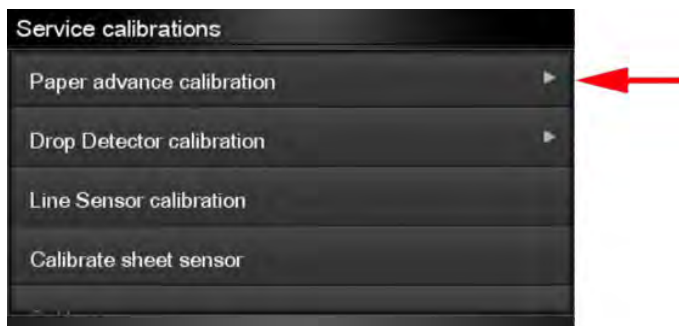 Service calibrations
Paper advance calibration
Drop Detector calibration
Line Sensor calibration
Calibrate sheet sensor